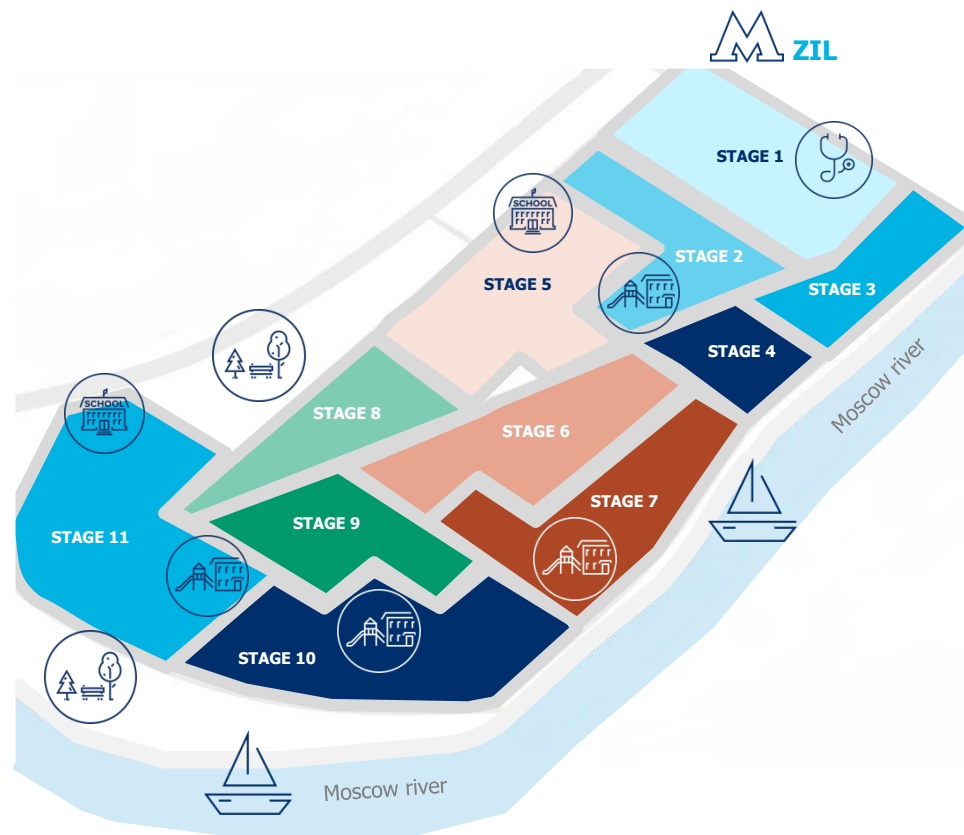 ZIL
STAGE 1
SCHOOL
STAGE 2
STAGE 5
STAGE 3
STAGE 4
Moscow river
SCHOOL
STAGE 8
STAGE 6
STAGE 7
STAGE 9
STAGE 11
STAGE 10
Moscow river